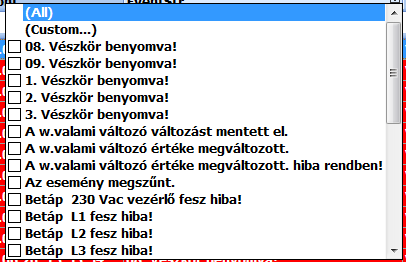 (All)
(Custom...)
08. Vészkör benyomva!
09. Vészkör benyomva!
1. Vészkör benyomva!
2. Vészkör benyomva!
3. Vészkör benyomva!
A w.valami változó változást mentett el.
A w.valami változó értéke megváltozott.
A w.valami változó értéke megváltozott. hiba rendben!
Az esemény megszűnt.
Betáp  230 Vac vezérlő fesz hiba!
Betáp  L1 fesz hiba!
Betáp  L2 fesz hiba!
Betáp  L3 fesz hiba!